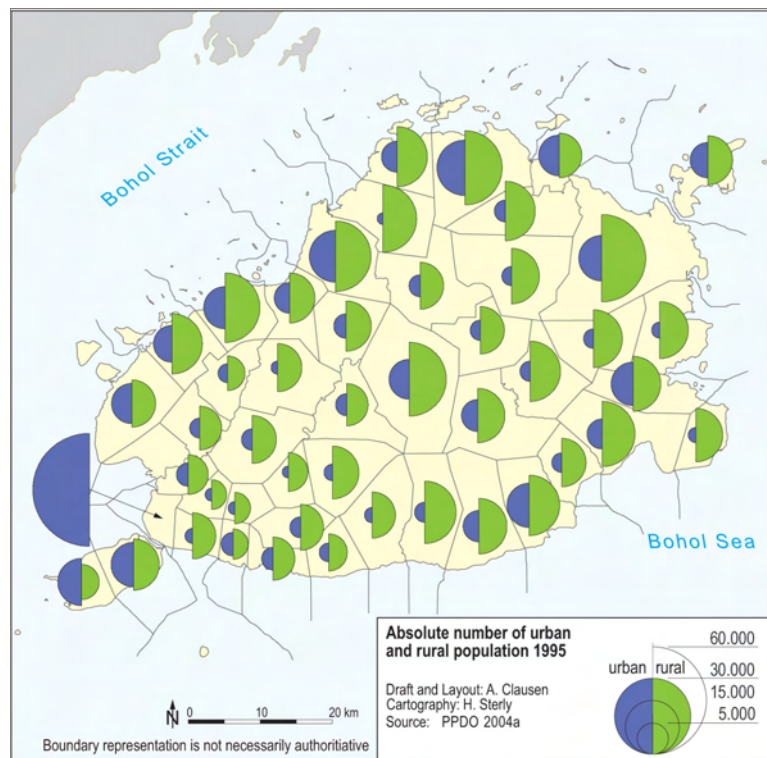 Bohol Strait
Bohol Sea
Absolute number of urban
and rural population 1995
Draft and Layout: A. Clausen
Cartography: H. Sterly
Source: PPDO 2004a
urban rural
60.000
30.000
15.000
5.000
N
0 10 20 km
Boundary representation is not necessarily authoritiative